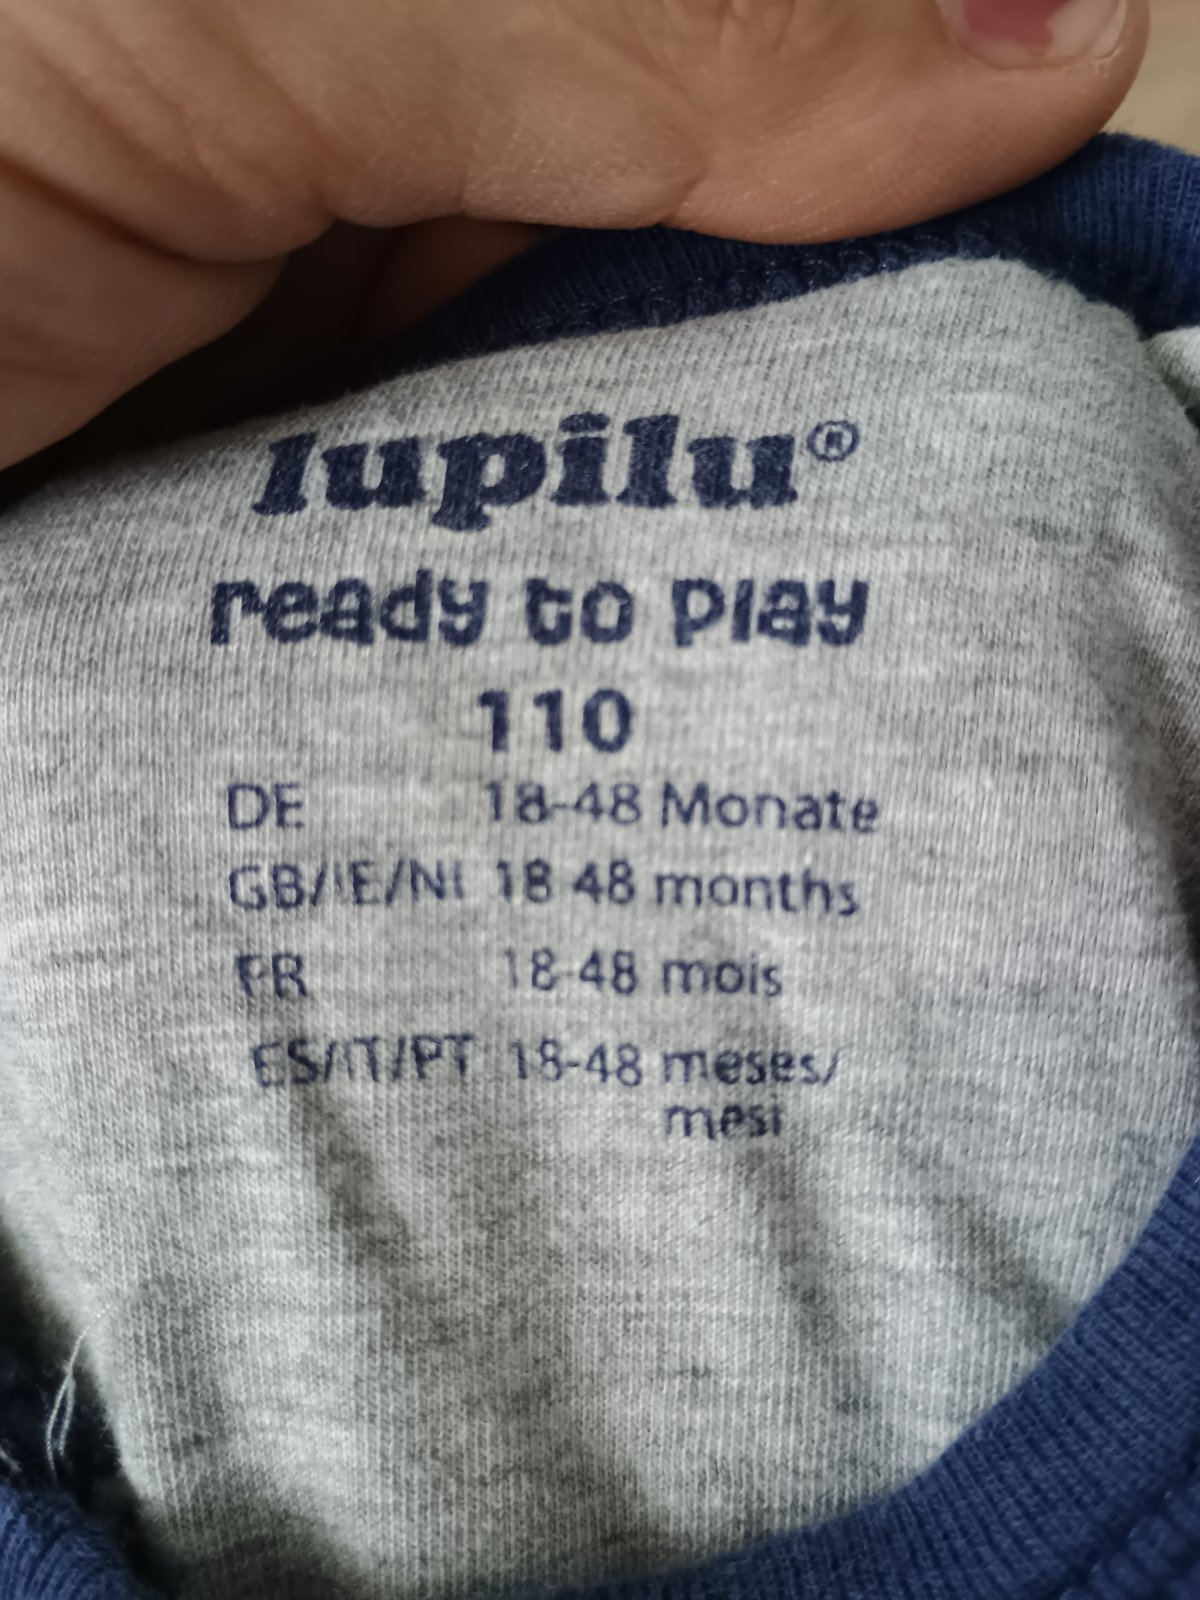 lupilu®
ready to play
110
DE 18-48 Monate
GB/IE/NI 18 48 months
FR 18-48 mois
ES/IT/PT 18-48 meses/
mesi